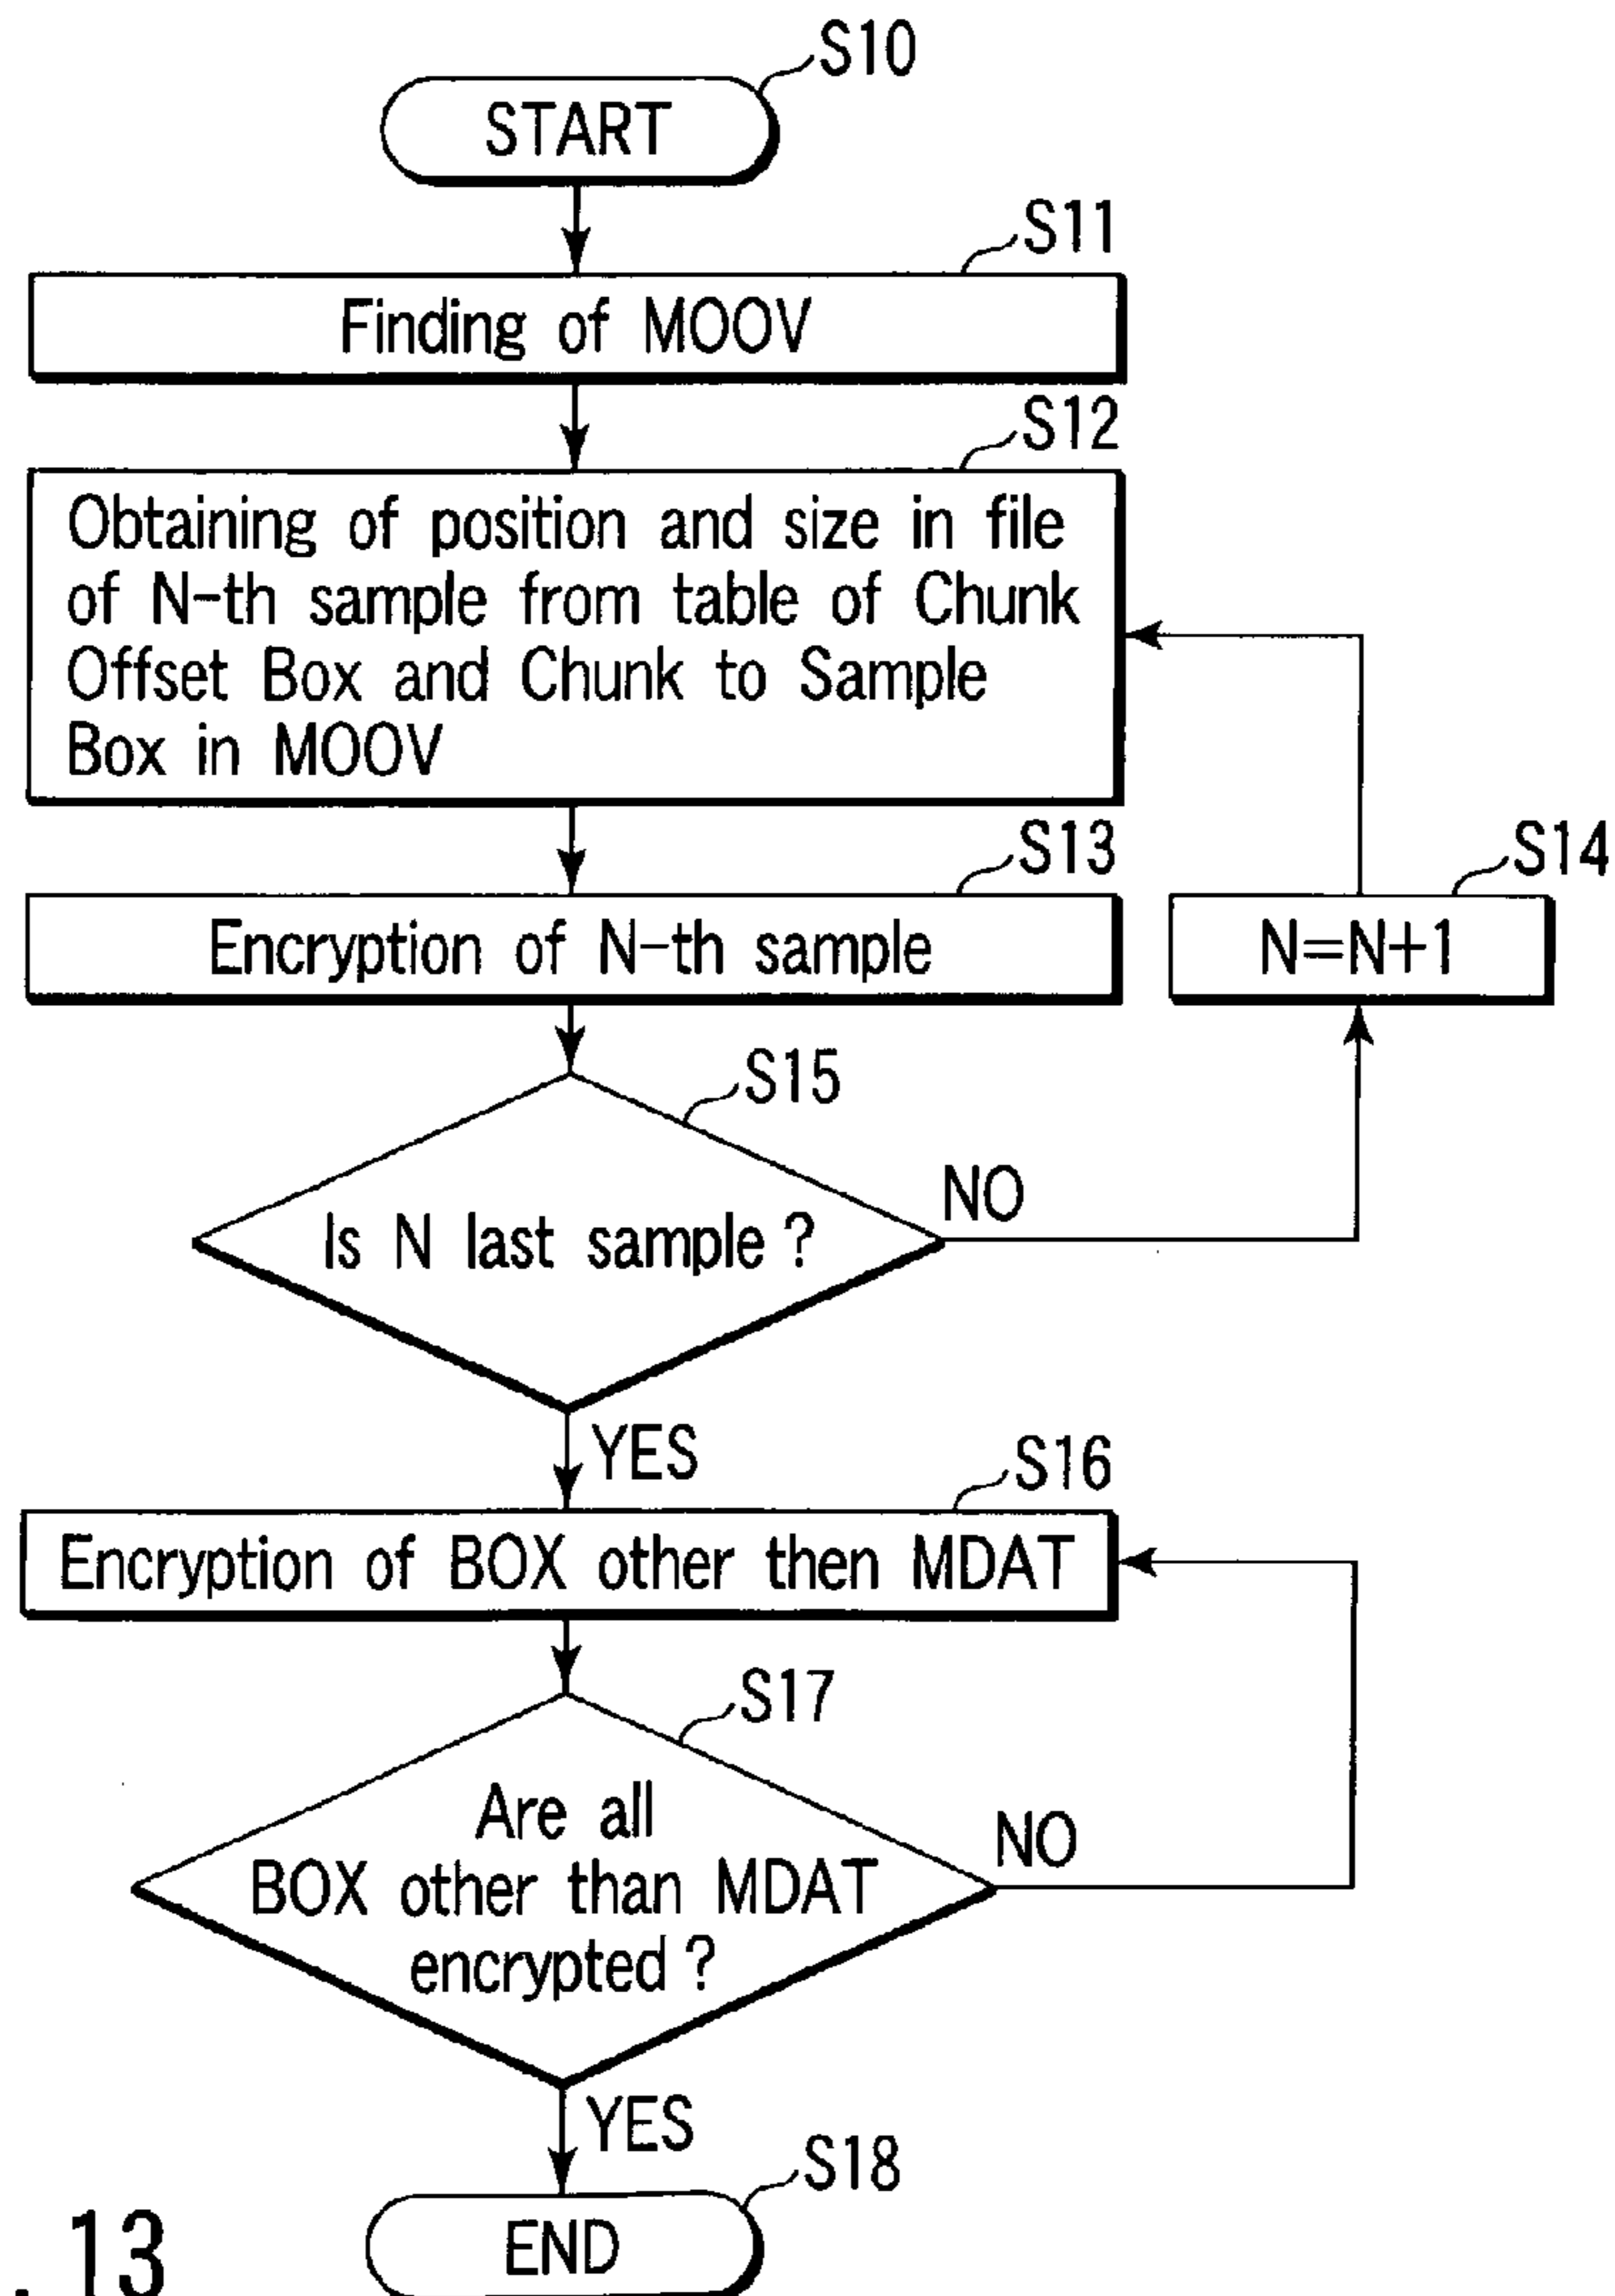 S10
START
S11
Finding of MOOV
S12
Obtaining of position and size in file
of N-th sample from table of Chunk
Offset Box and Chunk to Sample
Box in MOOV
S13
Encryption of N-th sample
S14
N=N+1
S15
Is N last sample?
NO
YES
S16
Encryption of BOX other then MDAT
S17
Are all
BOX other than MDAT
encrypted?
NO
YES
S18
END
. 13